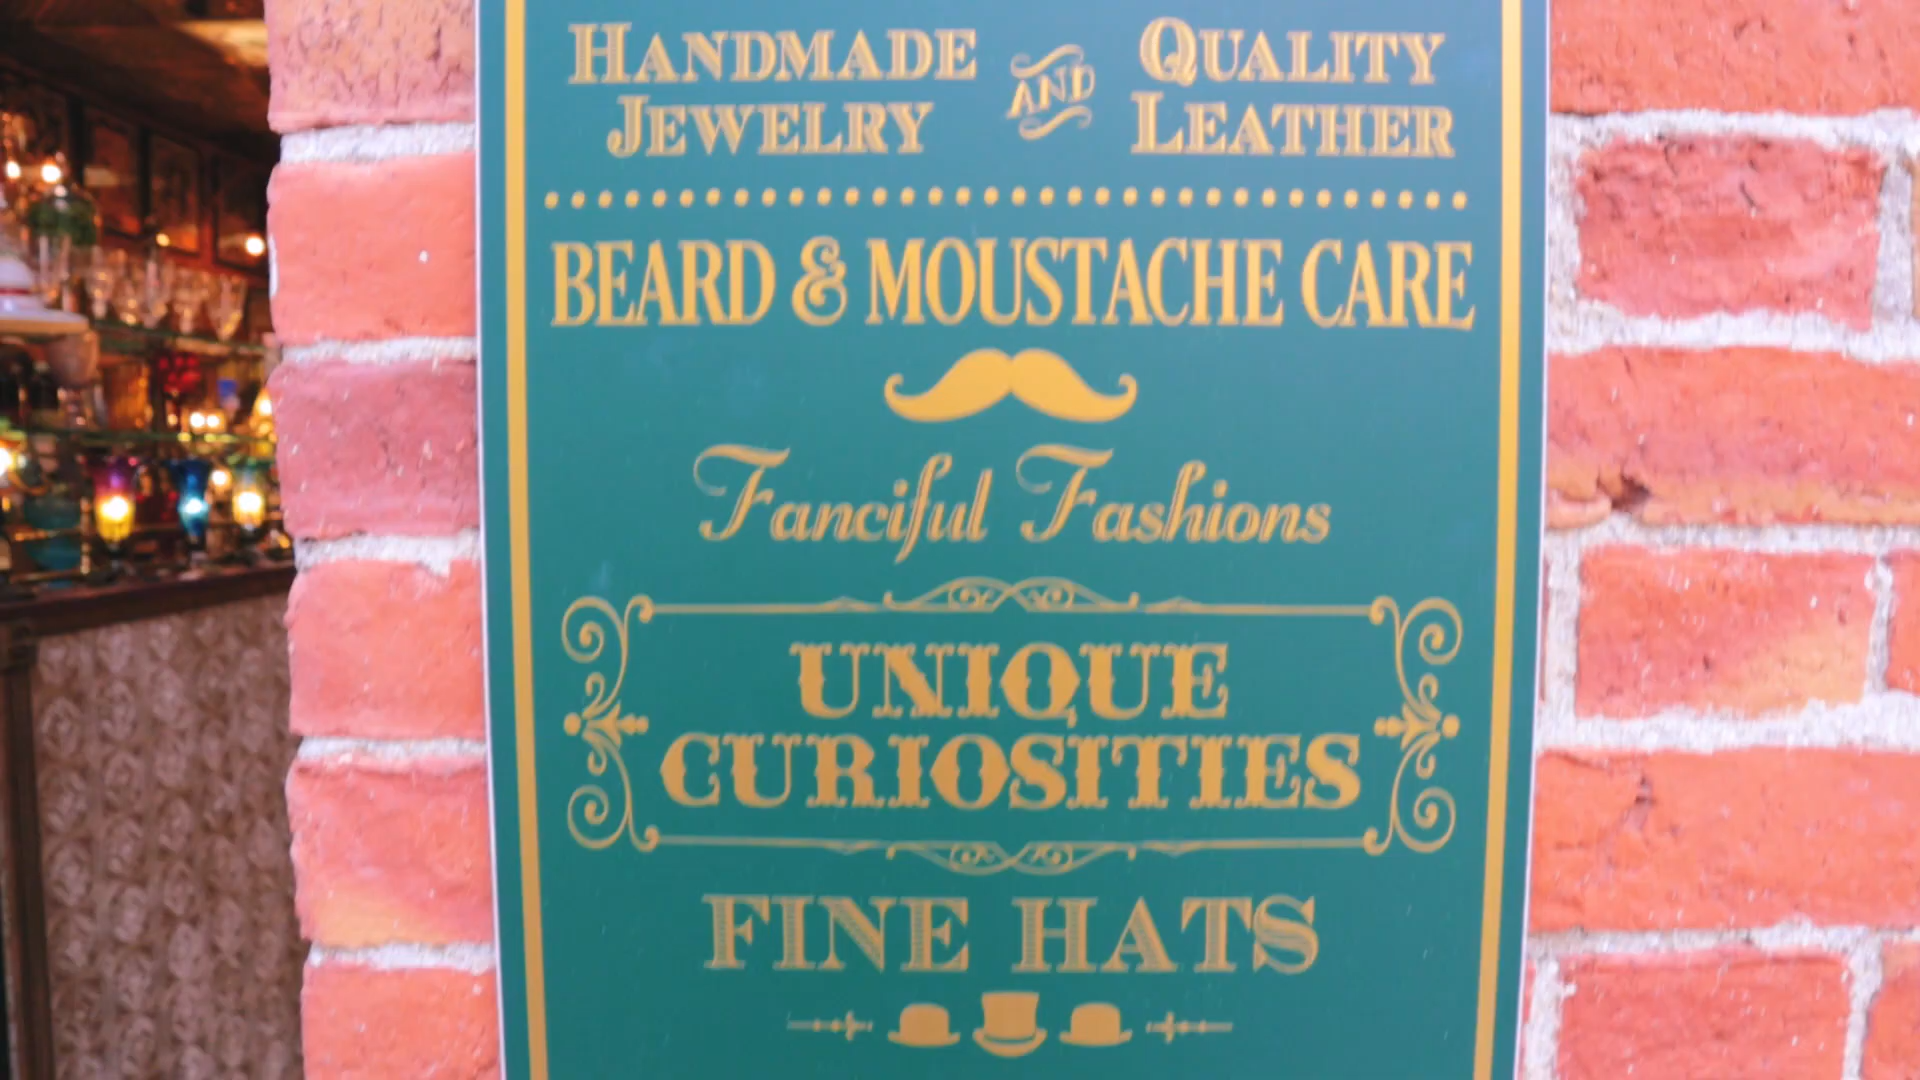 HANDMADE JEWELRY AND QUALITY LEATHER
BEARD & MOUSTACHE CARE
Fanciful Fashions
UNIQUE
CURIOSITIES
FINE HATS